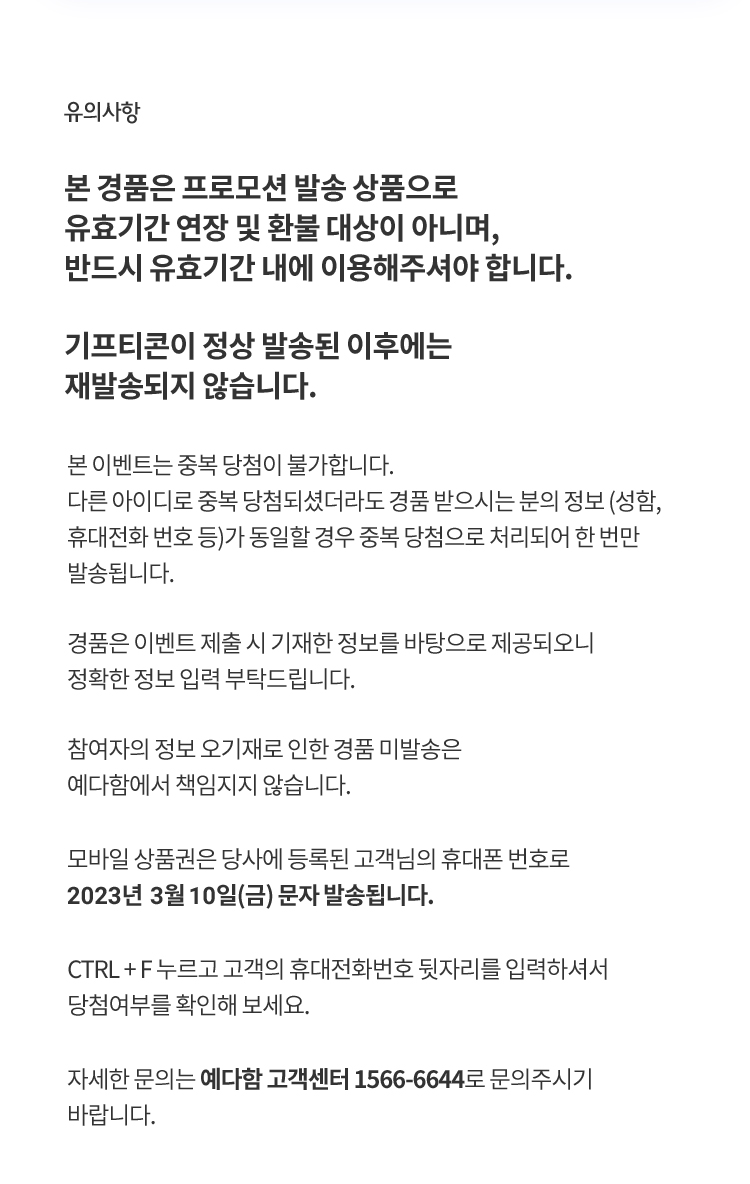 유의사항
본 경품은 프로모션 발송 상품으로
유효기간 연장 및 환불 대상이 아니며,
반드시 유효기간 내에 이용해주셔야 합니다.
기프티콘이 정상 발송된 이후에는
재발송되지 않습니다.
본 이벤트는 중복 당첨이 불가합니다.
다른 아이디로 중복 당첨되셨더라도 경품 받으시는 분의 정보 (성함,
휴대전화 번호 등)가 동일할 경우 중복 당첨으로 처리되어 한 번만
발송됩니다.
경품은 이벤트 제출 시 기재한 정보를 바탕으로 제공되오니
정확한 정보 입력 부탁드립니다.
참여자의 정보 오기재로 인한 경품 미발송은
예다함에서 책임지지 않습니다.
모바일 상품권은 당사에 등록된 고객님의 휴대폰 번호로
2023년 3월 10일(금) 문자 발송됩니다.
CTRL + F 누르고 고객의 휴대전화번호 뒷자리를 입력하셔서
당첨여부를 확인해 보세요.
자세한 문의는 예다함 고객센터 1566-6644로 문의주시기
바랍니다.